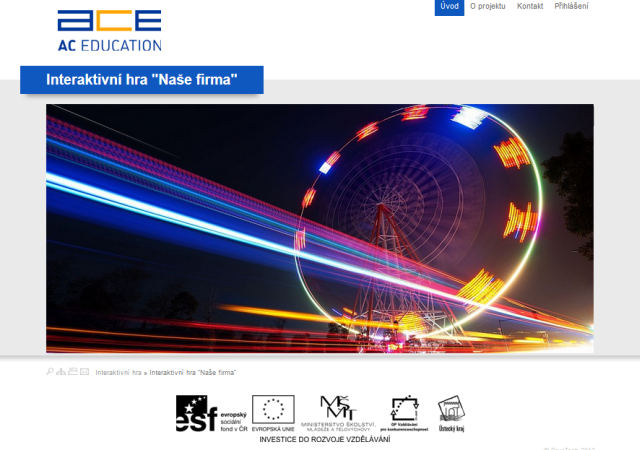 ace
AC EDUCATION
Úvod O projektu Kontakt Přihlášení
Interaktivní hra "Naše firma"
Interaktivní hra » Interaktivní hra "Naše firma"
esf evropský sociální fond v ČR
EVROPSKÁ UNIE
MŠMT
MINISTERSTVO ŠKOLSTVÍ,
MLÁDEŽE A TĚLOVÝCHOVY
OP Vzdělávání
pro konkurenceschopnost
Ústecký kraj
INVESTICE DO ROZVOJE VZDĚLÁVÁNÍ